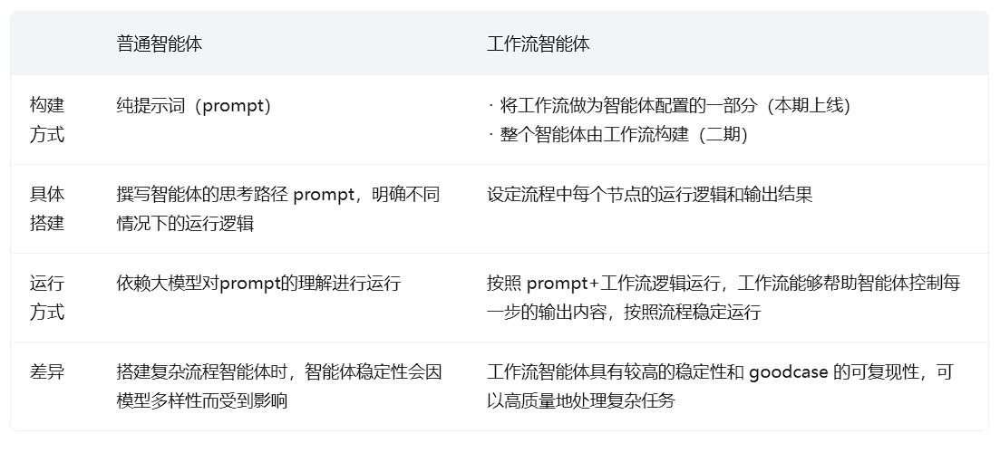 普通智能体
工作流智能体
构建
方式
纯提示词（prompt）
· 将工作流做为智能体配置的一部分（本期上线）
· 整个智能体由工作流构建（二期）
具体
搭建
撰写智能体的思考路径 prompt，明确不同
情况下的运行逻辑
设定流程中每个节点的运行逻辑和输出结果
运行
方式
依赖大模型对prompt的理解进行运行
按照 prompt+工作流逻辑运行，工作流能够帮助智能体控制每
一步的输出内容，按照流程稳定运行
差异
搭建复杂流程智能体时，智能体稳定性会因
模型多样性而受到影响
工作流智能体具有较高的稳定性和 goodcase 的可复现性，可
以高质量地处理复杂任务